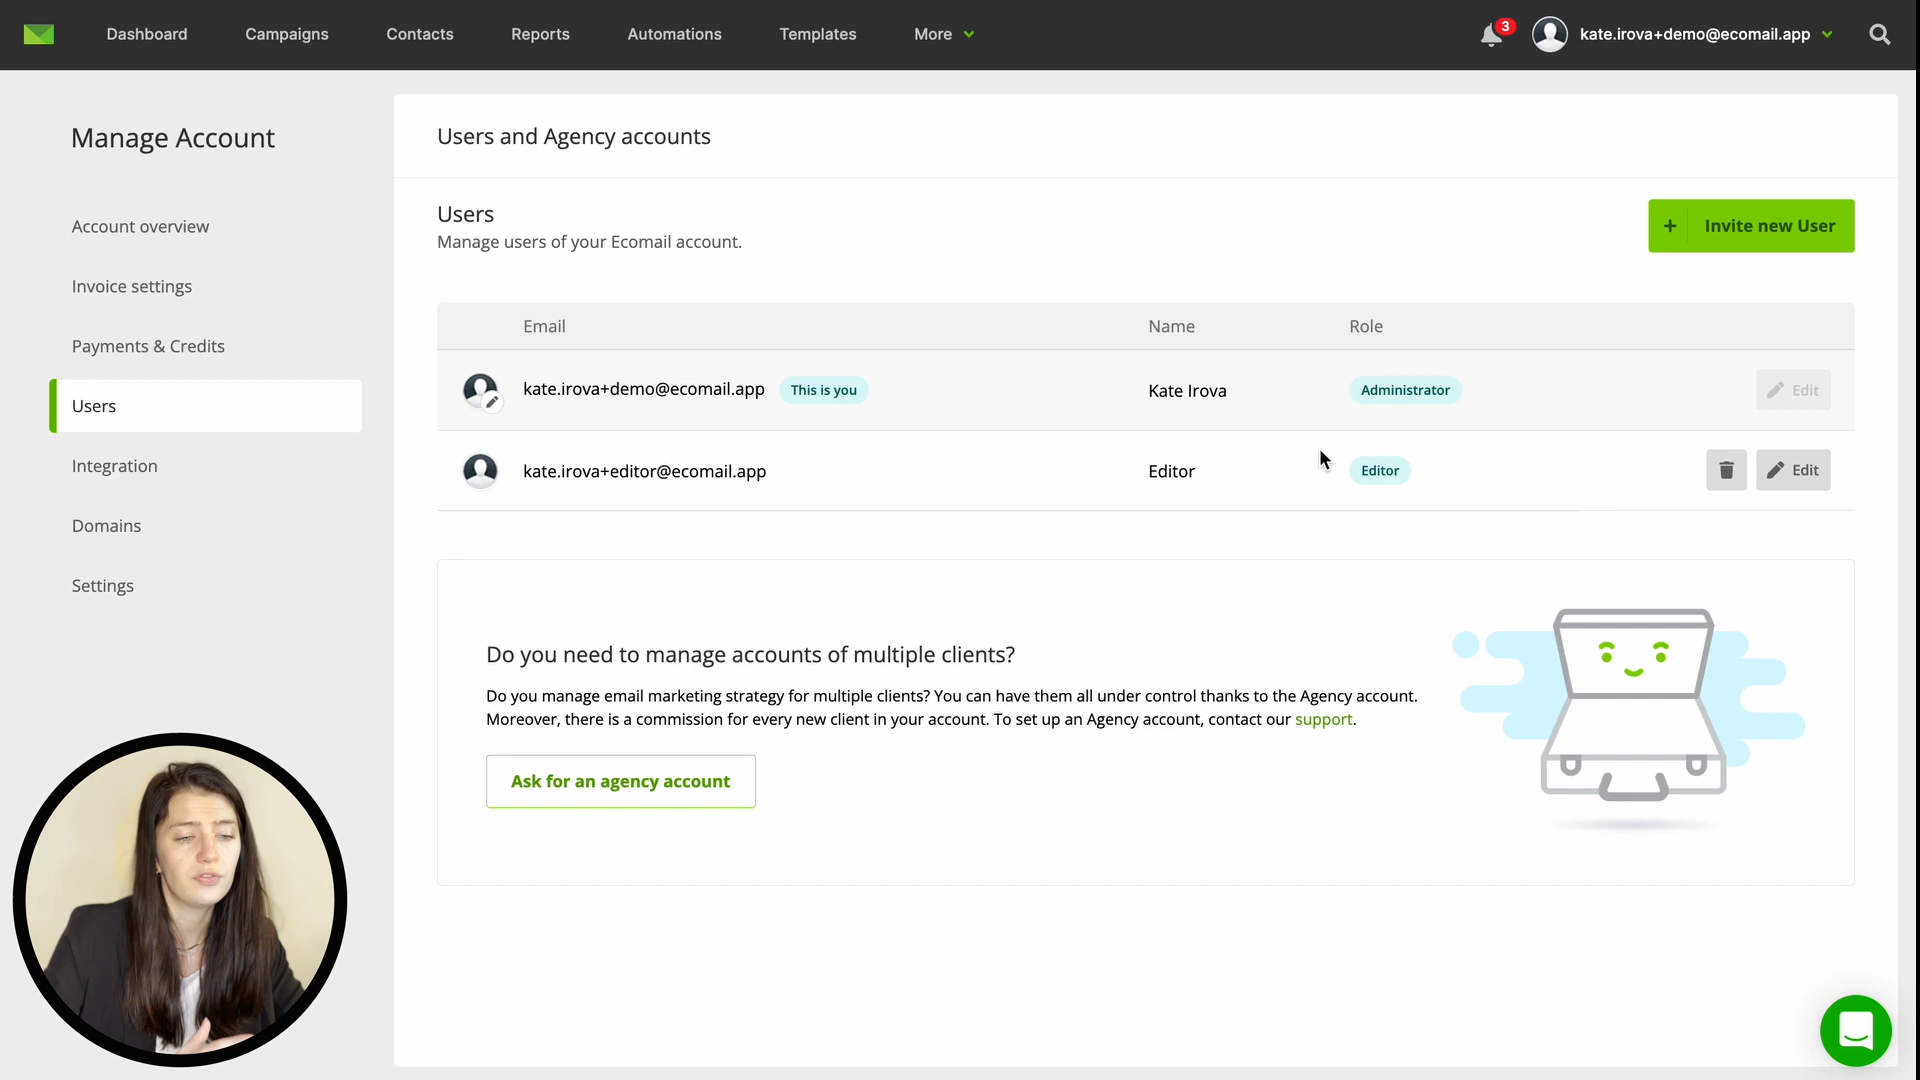 Dashboard
Campaigns
Contacts
Reports
Automations
Templates
More
3
kate.irova+demo@ecomail.app
Manage Account
Account overview
Invoice settings
Payments & Credits
Users
Integration
Domains
Settings
Users and Agency accounts
Users
Manage users of your Ecomail account.
+ Invite new User
Email Name Role
kate.irova+demo@ecomail.app This is you Kate Irova Administrator Edit
kate.irova+editor@ecomail.app Editor Editor Edit
Do you need to manage accounts of multiple clients?
Do you manage email marketing strategy for multiple clients? You can have them all under control thanks to the Agency account.
Moreover, there is a commission for every new client in your account. To set up an Agency account, contact our support.
Ask for an agency account